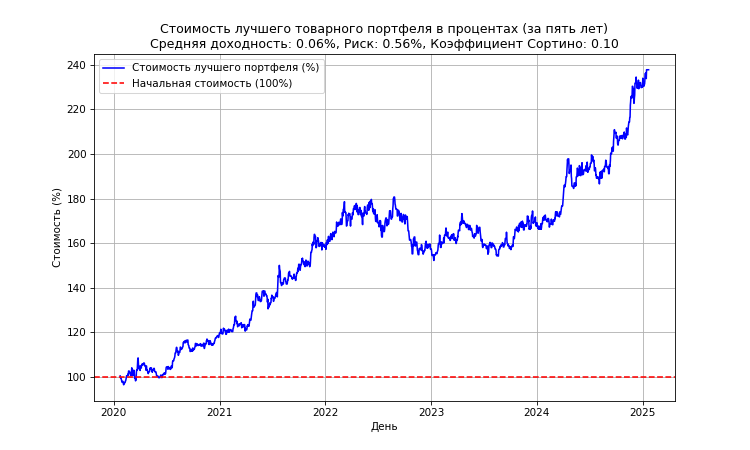 Стоимость лучшего товарного портфеля в процентах (за пять лет)
Средняя доходность: 0.06%, Риск: 0.56%, Коэффициент Сортино: 0.10
Стоимость лучшего портфеля (%)
Начальная стоимость (100%)
Стоимость (%)
240
220
200
180
160
140
120
100
2020 2021 2022 2023 2024 2025
День